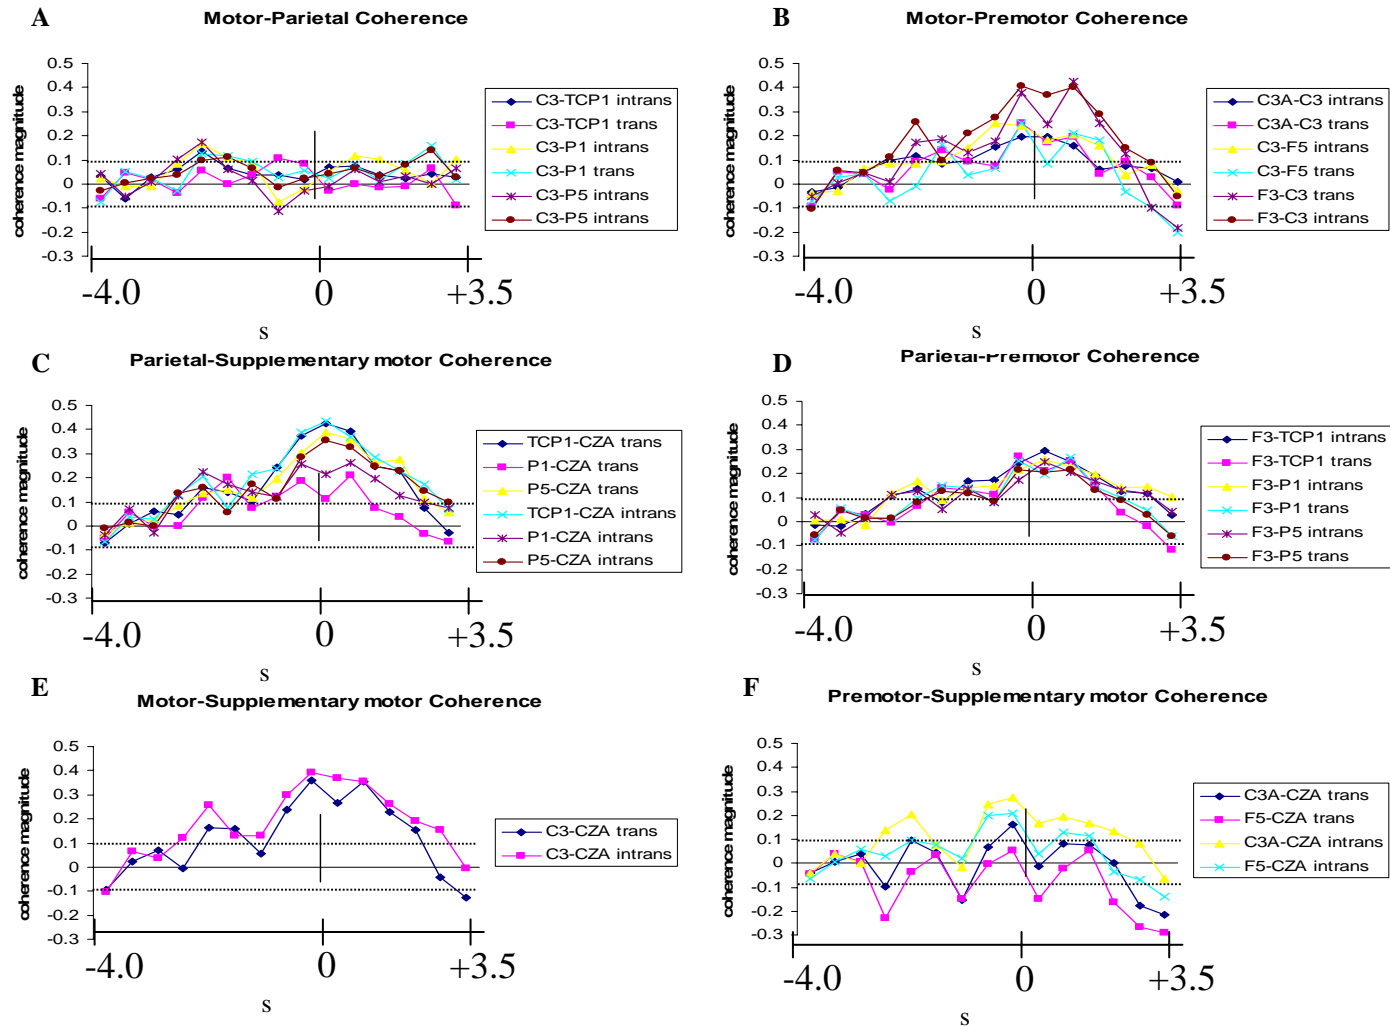 A
Motor-Parietal Coherence
coherence magnitude
0.5
0.4
0.3
0.2
0.1
0
-0.1
-0.2
-0.3
C3-TCP1 intrans
C3-TCP1 trans
C3-P1 intrans
C3-P1 trans
C3-P5 intrans
C3-P5 intrans
-4.0 0 +3.5
s
B
Motor-Premotor Coherence
coherence magnitude
0.5
0.4
0.3
0.2
0.1
0
-0.1
-0.2
-0.3
C3A-C3 intrans
C3A-C3 trans
C3-F5 intrans
C3-F5 trans
F3-C3 trans
F3-C3 intrans
-4.0 0 +3.5
s
C
Parietal-Supplementary motor Coherence
coherence magnitude
0.5
0.4
0.3
0.2
0.1
0
-0.1
-0.2
-0.3
TCP1-CZA trans
P1-CZA trans
P5-CZA trans
TCP1-CZA intrans
P1-CZA intrans
P5-CZA intrans
-4.0 0 +3.5
s
D
Parietal-Premotor Coherence
coherence magnitude
0.5
0.4
0.3
0.2
0.1
0
-0.1
-0.2
-0.3
F3-TCP1 intrans
F3-TCP1 trans
F3-P1 intrans
F3-P1 trans
F3-P5 intrans
F3-P5 trans
-4.0 0 +3.5
s
E
Motor-Supplementary motor Coherence
coherence magnitude
0.5
0.4
0.3
0.2
0.1
0
-0.1
-0.2
-0.3
C3-CZA trans
C3-CZA intrans
-4.0 0 +3.5
s
F
Premotor-Supplementary motor Coherence
coherence magnitude
0.5
0.4
0.3
0.2
0.1
0
-0.1
-0.2
-0.3
C3A-CZA trans
F5-CZA trans
C3A-CZA intrans
F5-CZA intrans
-4.0 0 +3.5
s